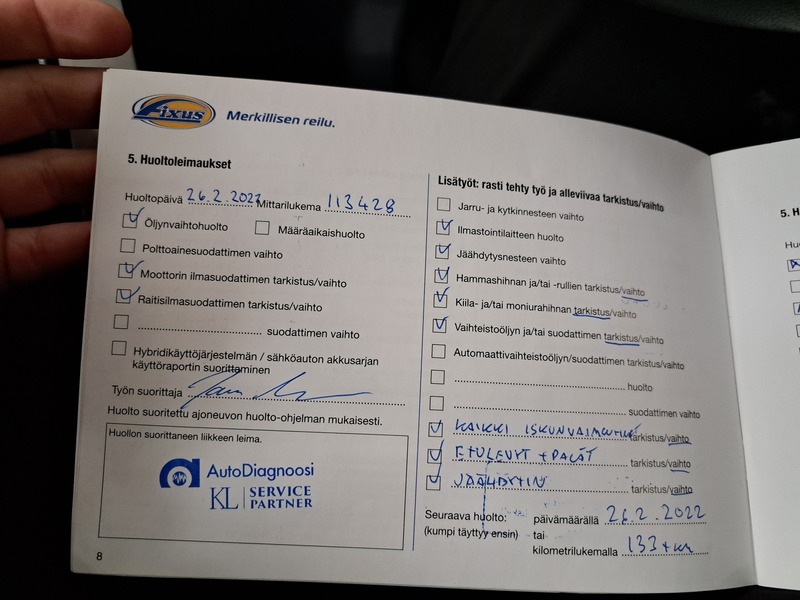 Fixus Merkillisen reilu.
5. Huoltoleimaukset
Huoltopäivä 26.2.2021 Mittarilukema 113428
Öljynvaihtohuolto Määräaikaishuolto
Polttoainesuodattimen vaihto
Moottorin ilmasuodattimen tarkistus/vaihto
Raitisilmasuodattimen tarkistus/vaihto
suodattimen vaihto
Hybridikäyttöjärjestelmän / sähköauton akkusarjan
käyttöraportin suorittaminen
Työn suorittaja
Huolto suoritettu ajoneuvon huolto-ohjelman mukaisesti.
Huollon suorittaneen liikkeen leima.
AutoDiagnoosi
KL SERVICE
PARTNER
8
Lisätyöt: rasti tehty työ ja alleviivaa tarkistus/vaihto
Jarru- ja kytkinnesteen vaihto
Ilmastointilaitteen huolto
Jäähdytysnesteen vaihto
Hammashihnan ja/tai -rullien tarkistus/vaihto
Kiila- ja/tai moniurahihnan tarkistus/vaihto
Vaihteistoöljyn ja/tai suodattimen tarkistus/vaihto
Automaattivaihteistoöljyn/suodattimen tarkistus/vaihto
huolto
suodattimen vaihto
KAIKKI ISKUNVAIMENTIMET tarkistus/vaihto
ETULEVYT + PALAT tarkistus/vaihto
JÄÄHDYTIN tarkistus/vaihto
Seuraava huolto: päivämäärällä 26.2.2022
(kumpi täyttyy ensin) tai
kilometrilukemalla 133 tkm
5. H